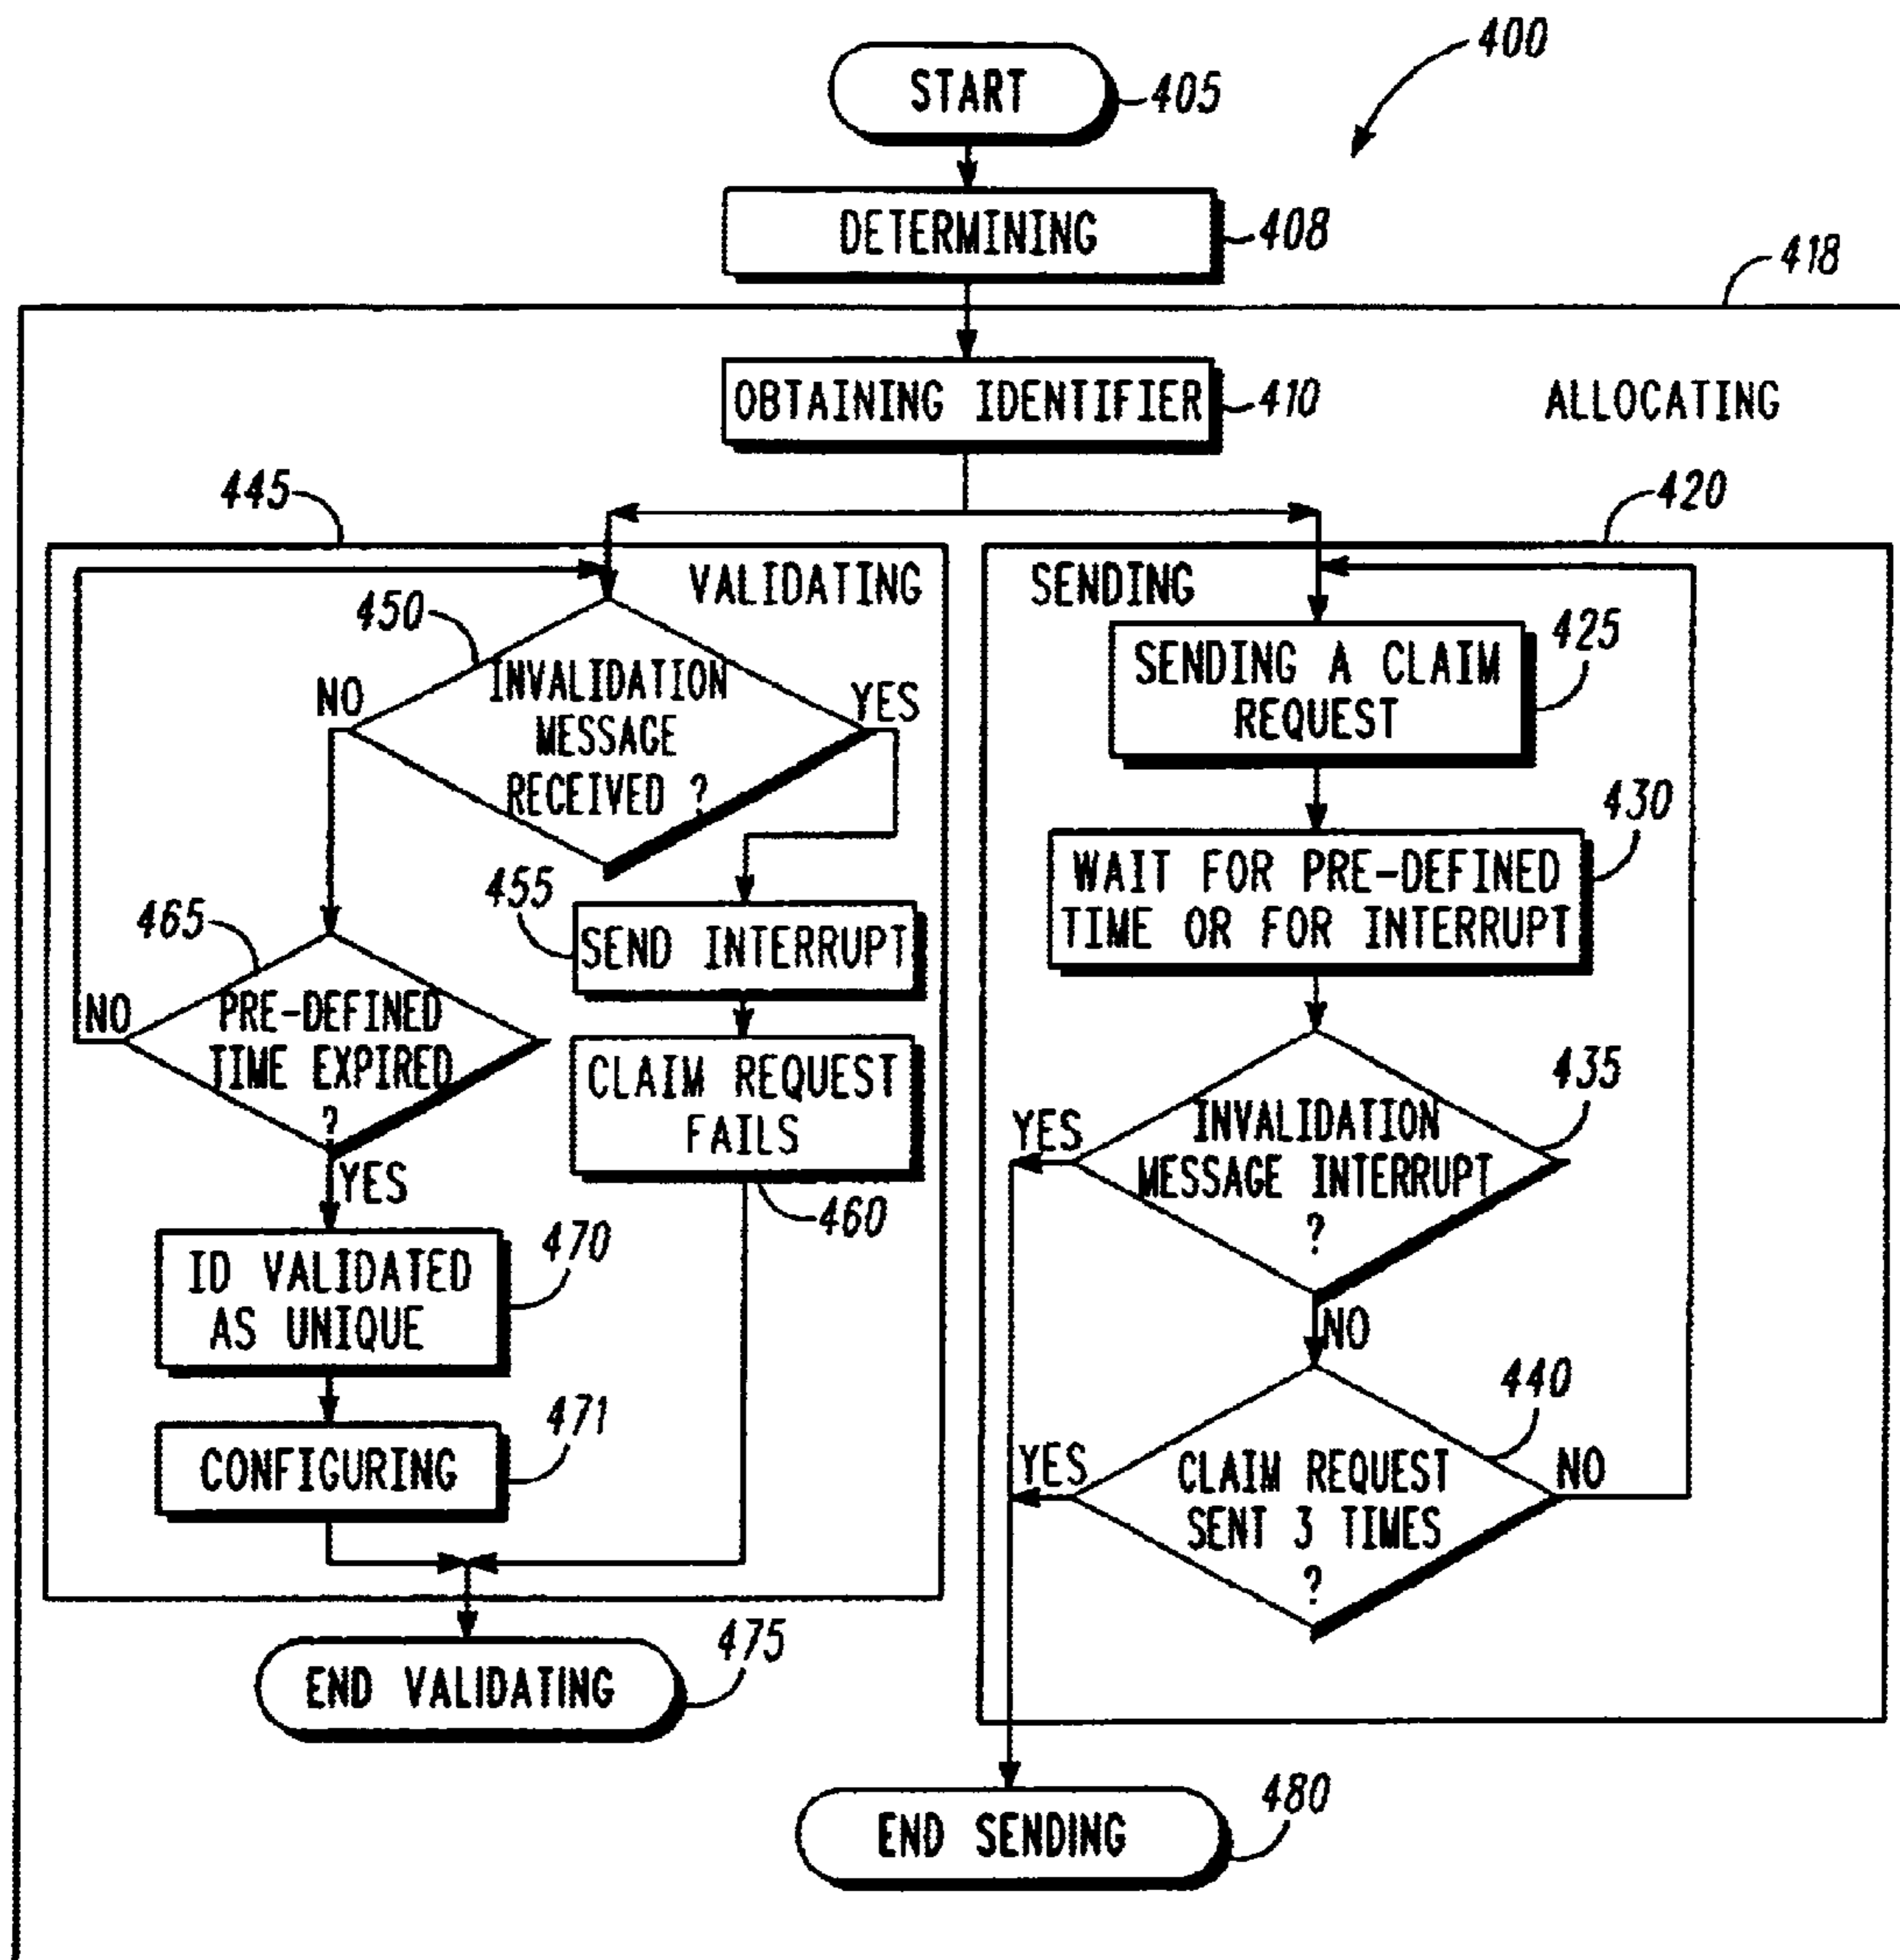 400
START
405
DETERMINING
408
418
OBTAINING IDENTIFIER
410
ALLOCATING
445
420
VALIDATING
SENDING
450
INVALIDATION
MESSAGE
RECEIVED ?
NO
YES
425
SENDING A CLAIM
REQUEST
430
WAIT FOR PRE-DEFINED
TIME OR FOR INTERRUPT
455
SEND INTERRUPT
465
PRE-DEFINED
TIME EXPIRED
?
NO
YES
CLAIM REQUEST
FAILS
460
435
INVALIDATION
MESSAGE INTERRUPT
?
YES
NO
470
ID VALIDATED
AS UNIQUE
471
CONFIGURING
440
CLAIM REQUEST
SENT 3 TIMES
?
YES
NO
475
END VALIDATING
480
END SENDING